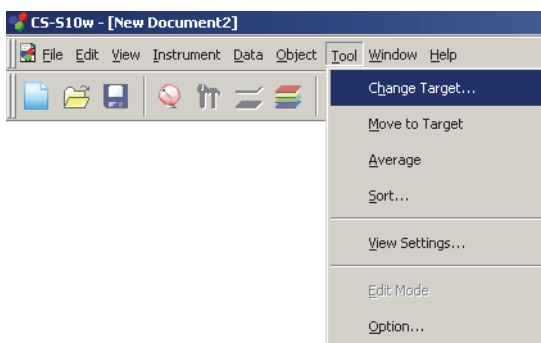 CS-S10w - [New Document2]
File Edit View Instrument Data Object Tool Window Help
Change Target...
Move to Target
Average
Sort...
View Settings...
Edit Mode
Option...